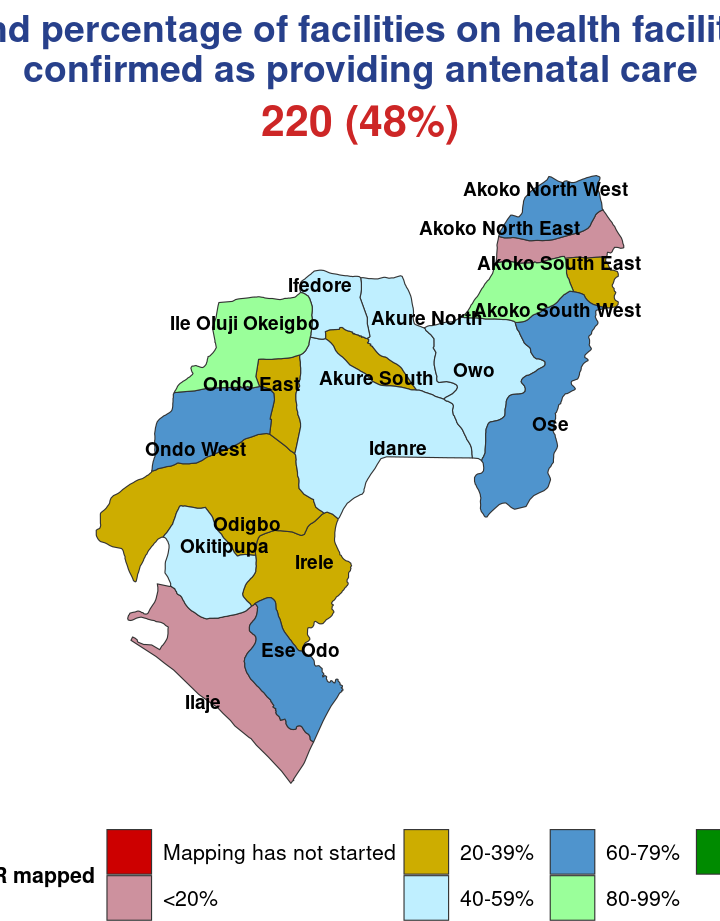 nd percentage of facilities on health facilit
confirmed as providing antenatal care
220 (48%)
Akoko North West
Akoko North East
Akoko South East
Ifedore
Akoko South West
Ile Oluji Okeigbo
Akure North
Owo
Akure South
Ondo East
Ose
Ondo West
Idanre
Odigbo
Okitipupa
Irele
Ese Odo
Ilaje
R mapped
Mapping has not started
20-39%
60-79%
<20%
40-59%
80-99%